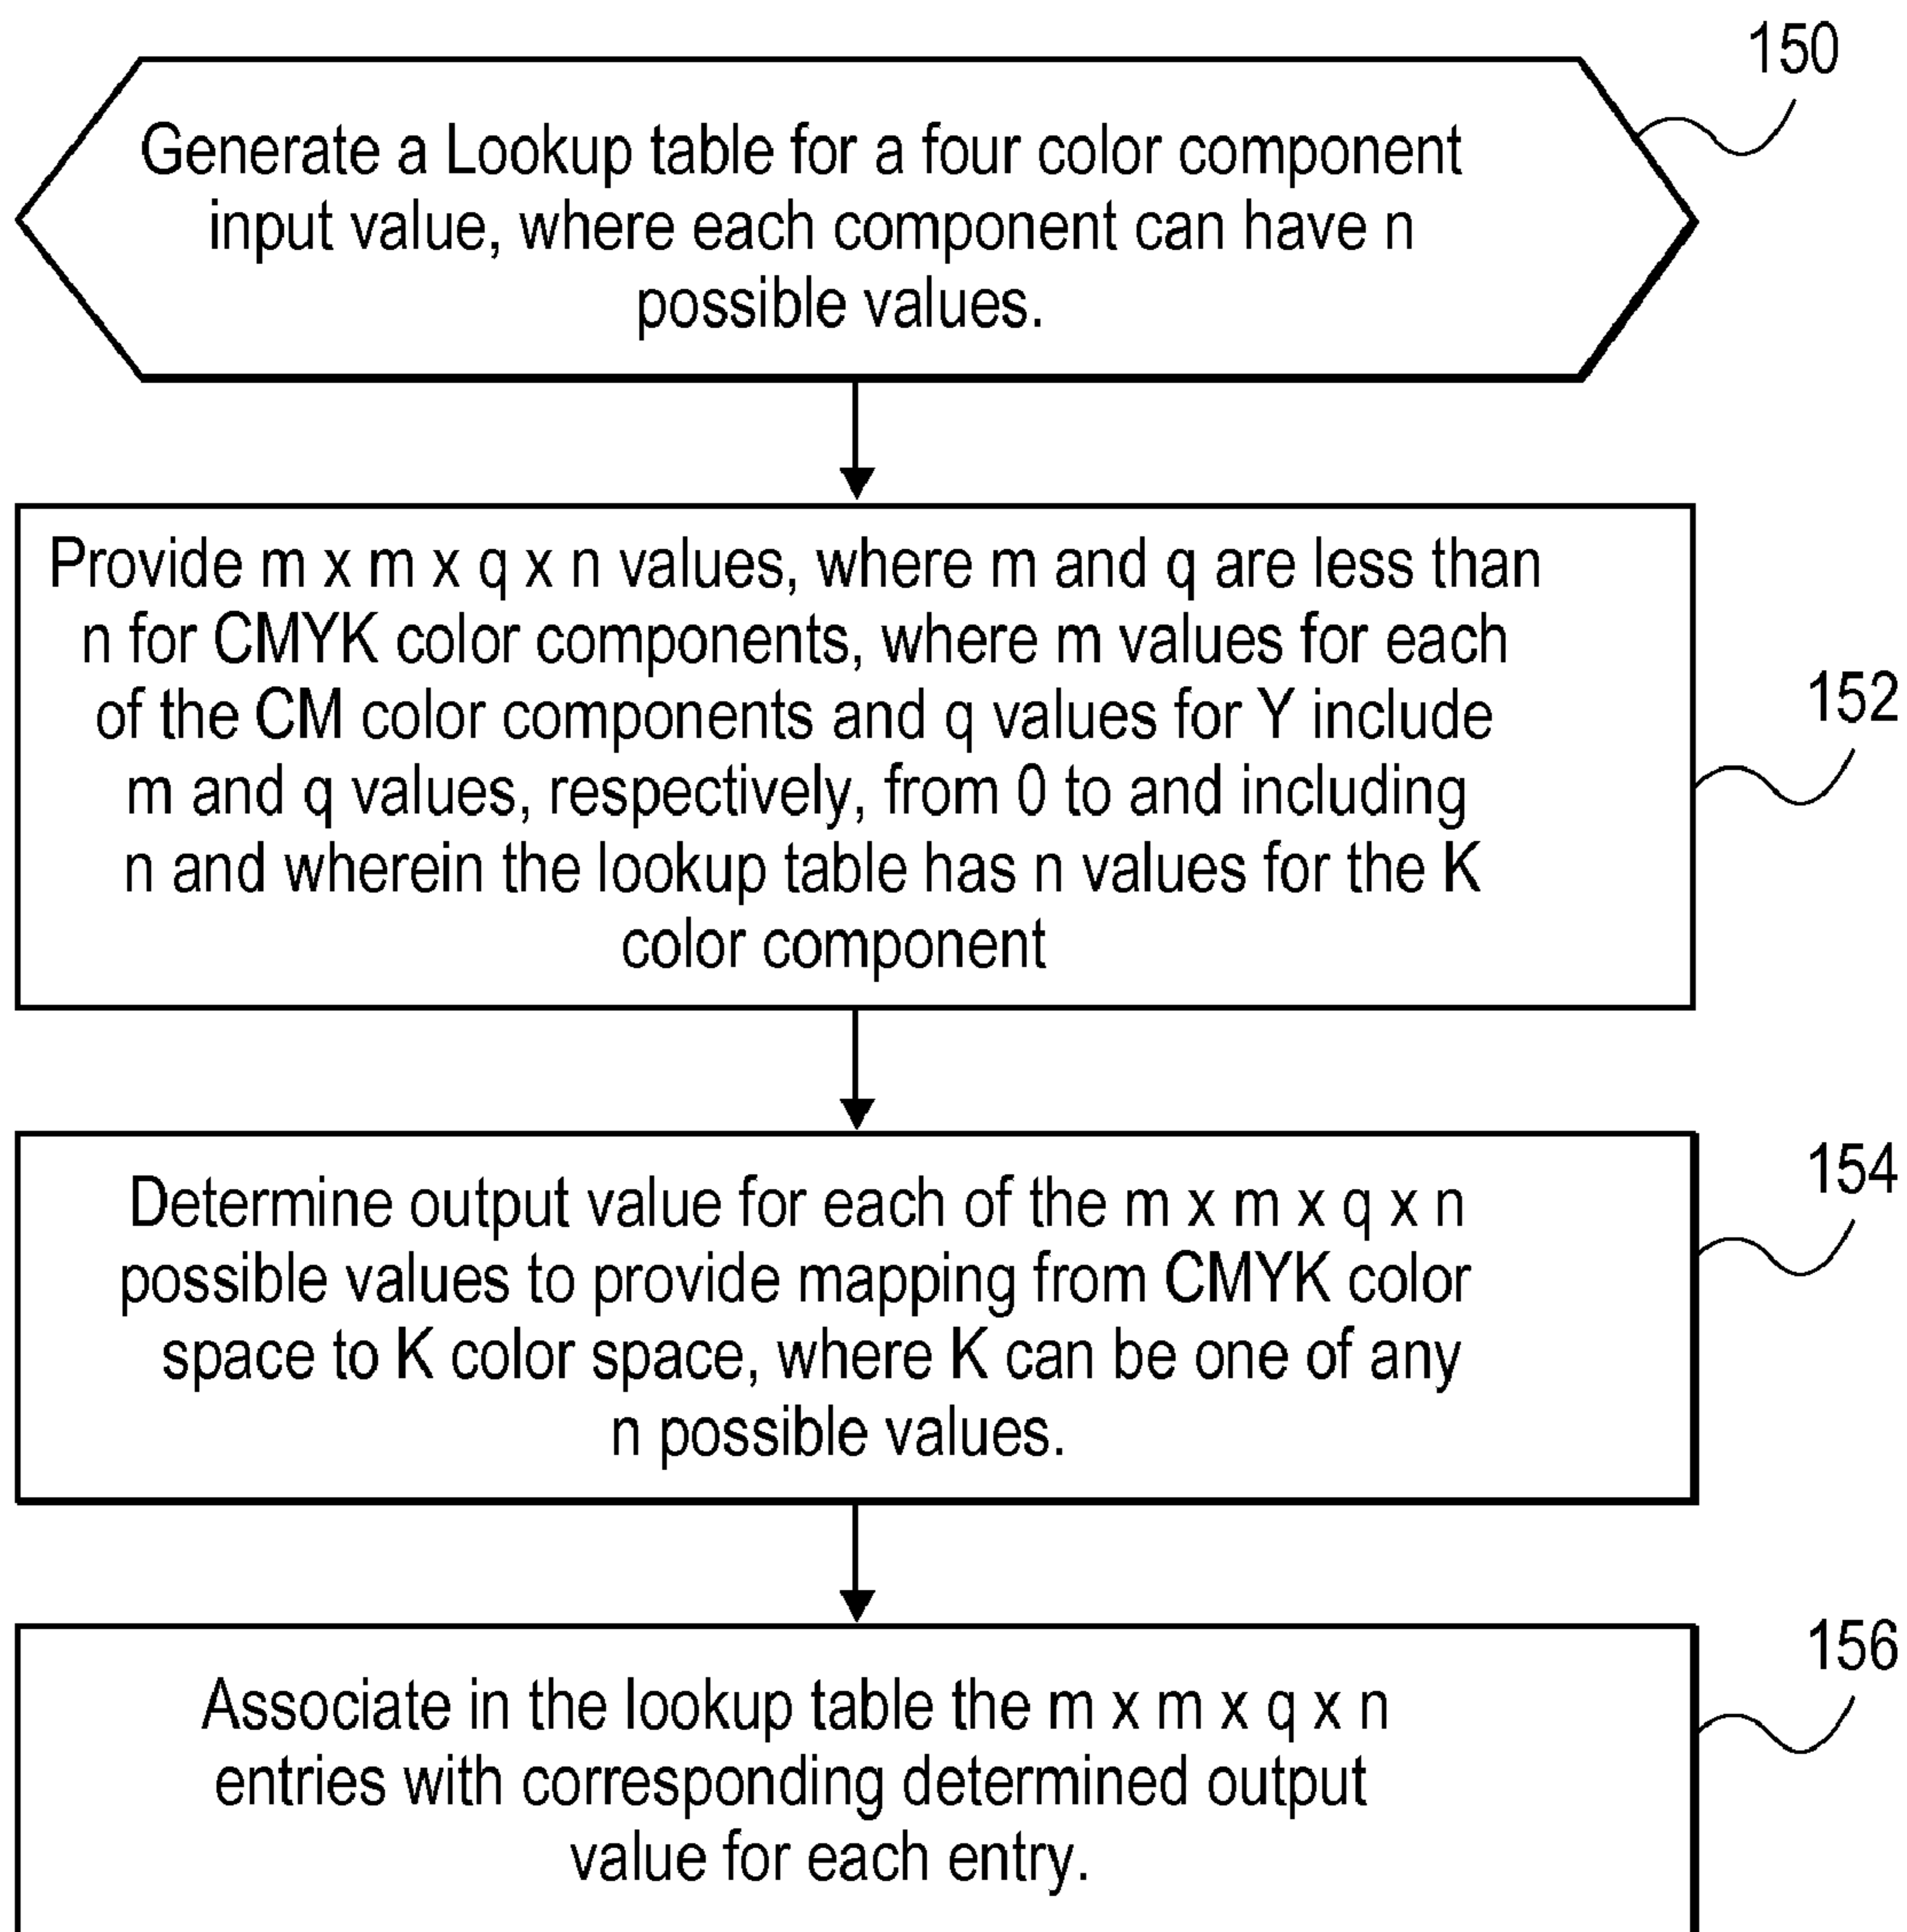 150
Generate a Lookup table for a four color component
input value, where each component can have n
possible values.
Provide m x m x q x n values, where m and q are less than
n for CMYK color components, where m values for each
of the CM color components and q values for Y include
m and q values, respectively, from 0 to and including
n and wherein the lookup table has n values for the K
color component
152
Determine output value for each of the m x m x q x n
possible values to provide mapping from CMYK color
space to K color space, where K can be one of any
n possible values.
154
Associate in the lookup table the m x m x q x n
entries with corresponding determined output
value for each entry.
156